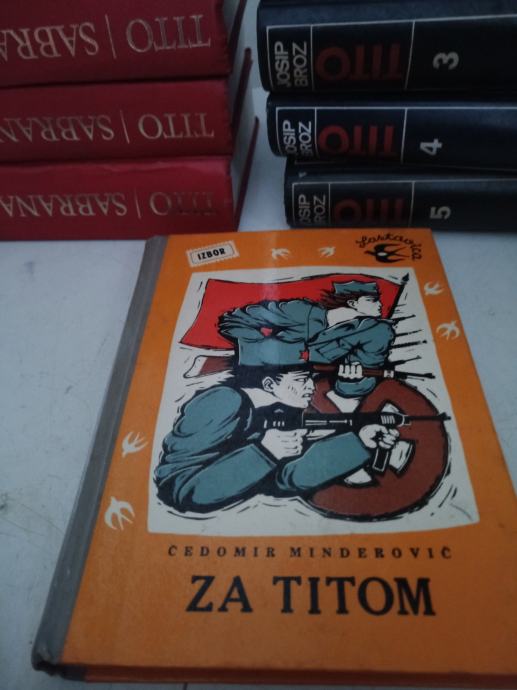 TITO | SABRANA
TITO | SABRANA
TITO | SABRANA
JOSIP
BROZ
TITO
3
JOSIP
BROZ
TITO
4
JOSIP
BROZ
TITO
5
IZBOR
Lastavica
ČEDOMIR MINDEROVIĆ
ZA TITOM